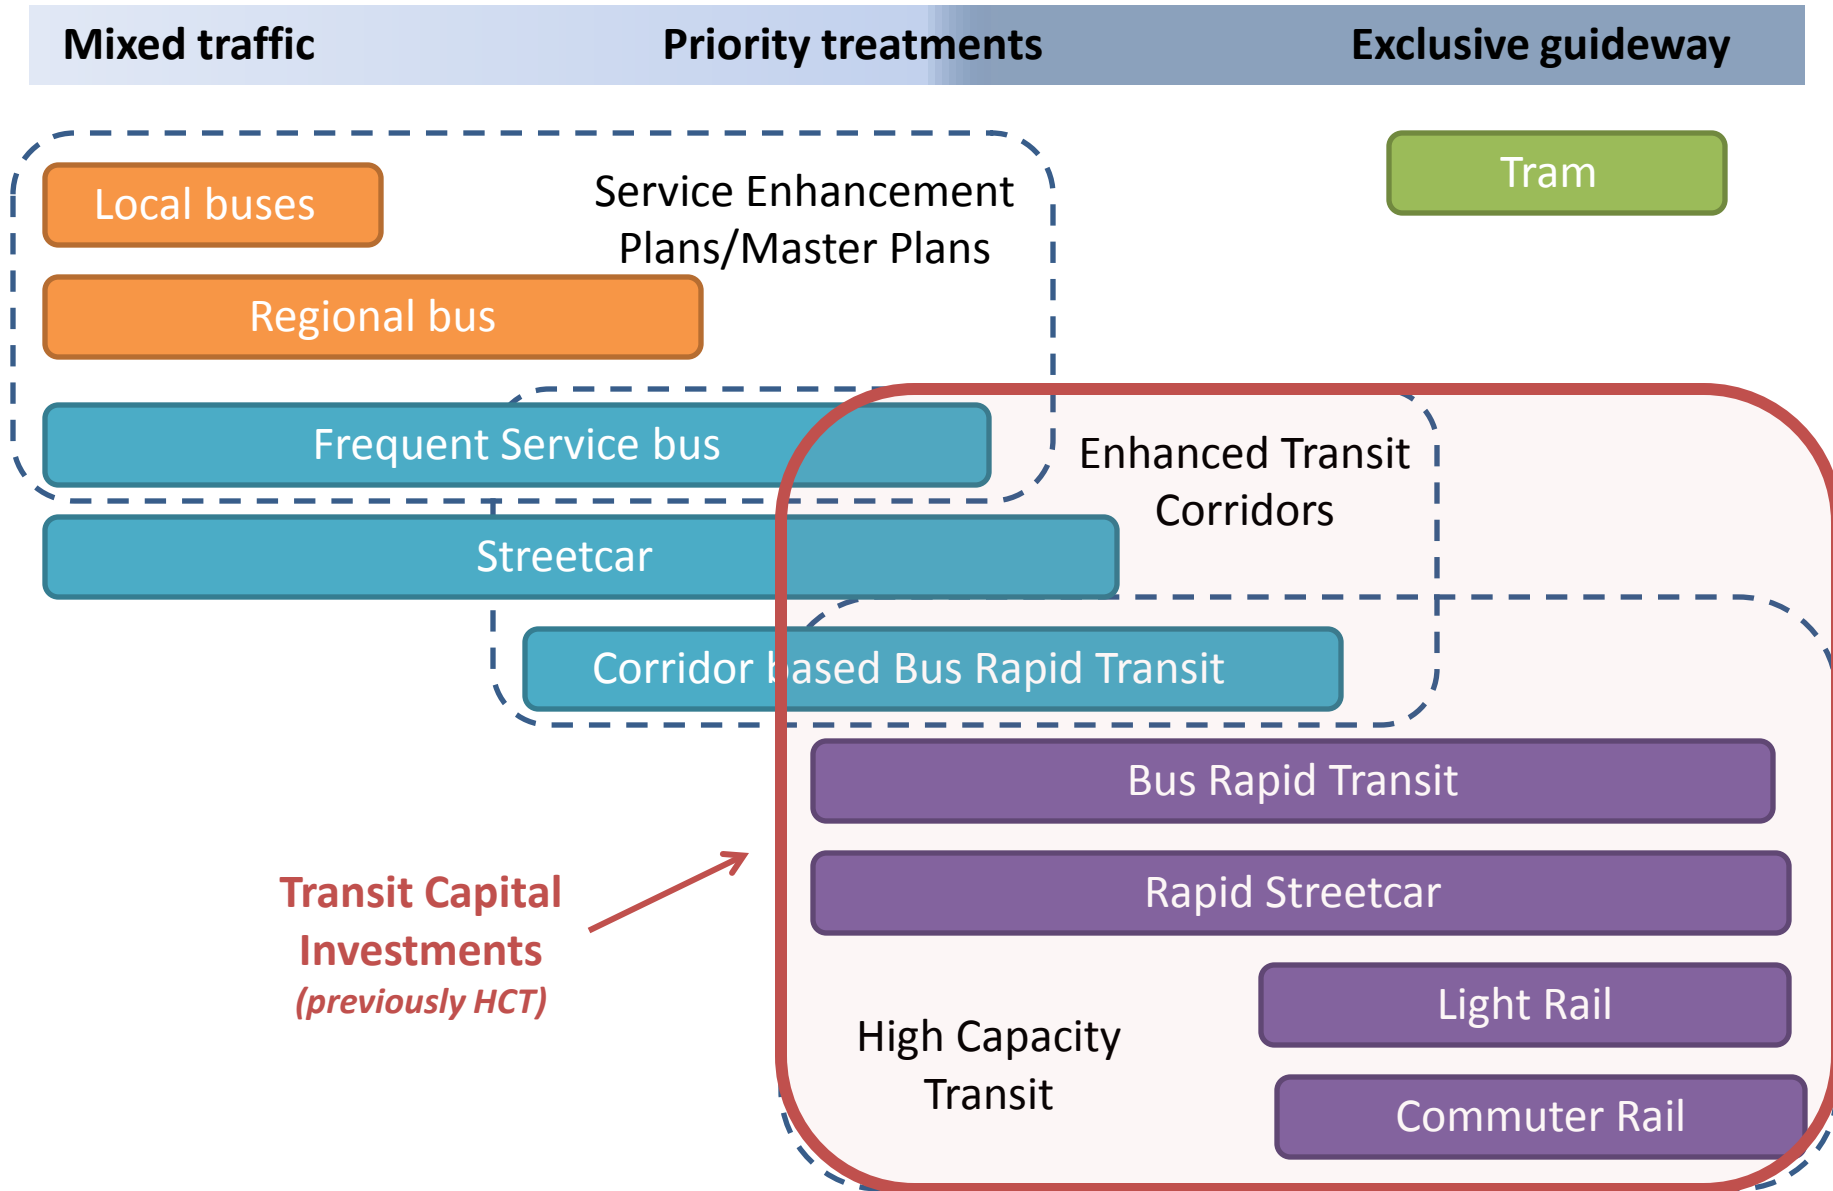 Mixed traffic
Priority treatments
Exclusive guideway
Local buses
Service Enhancement
Plans/Master Plans
Tram
Regional bus
Frequent Service bus
Enhanced Transit
Corridors
Streetcar
Corridor based Bus Rapid Transit
Bus Rapid Transit
Transit Capital
Investments
(previously HCT)
Rapid Streetcar
Light Rail
High Capacity
Transit
Commuter Rail